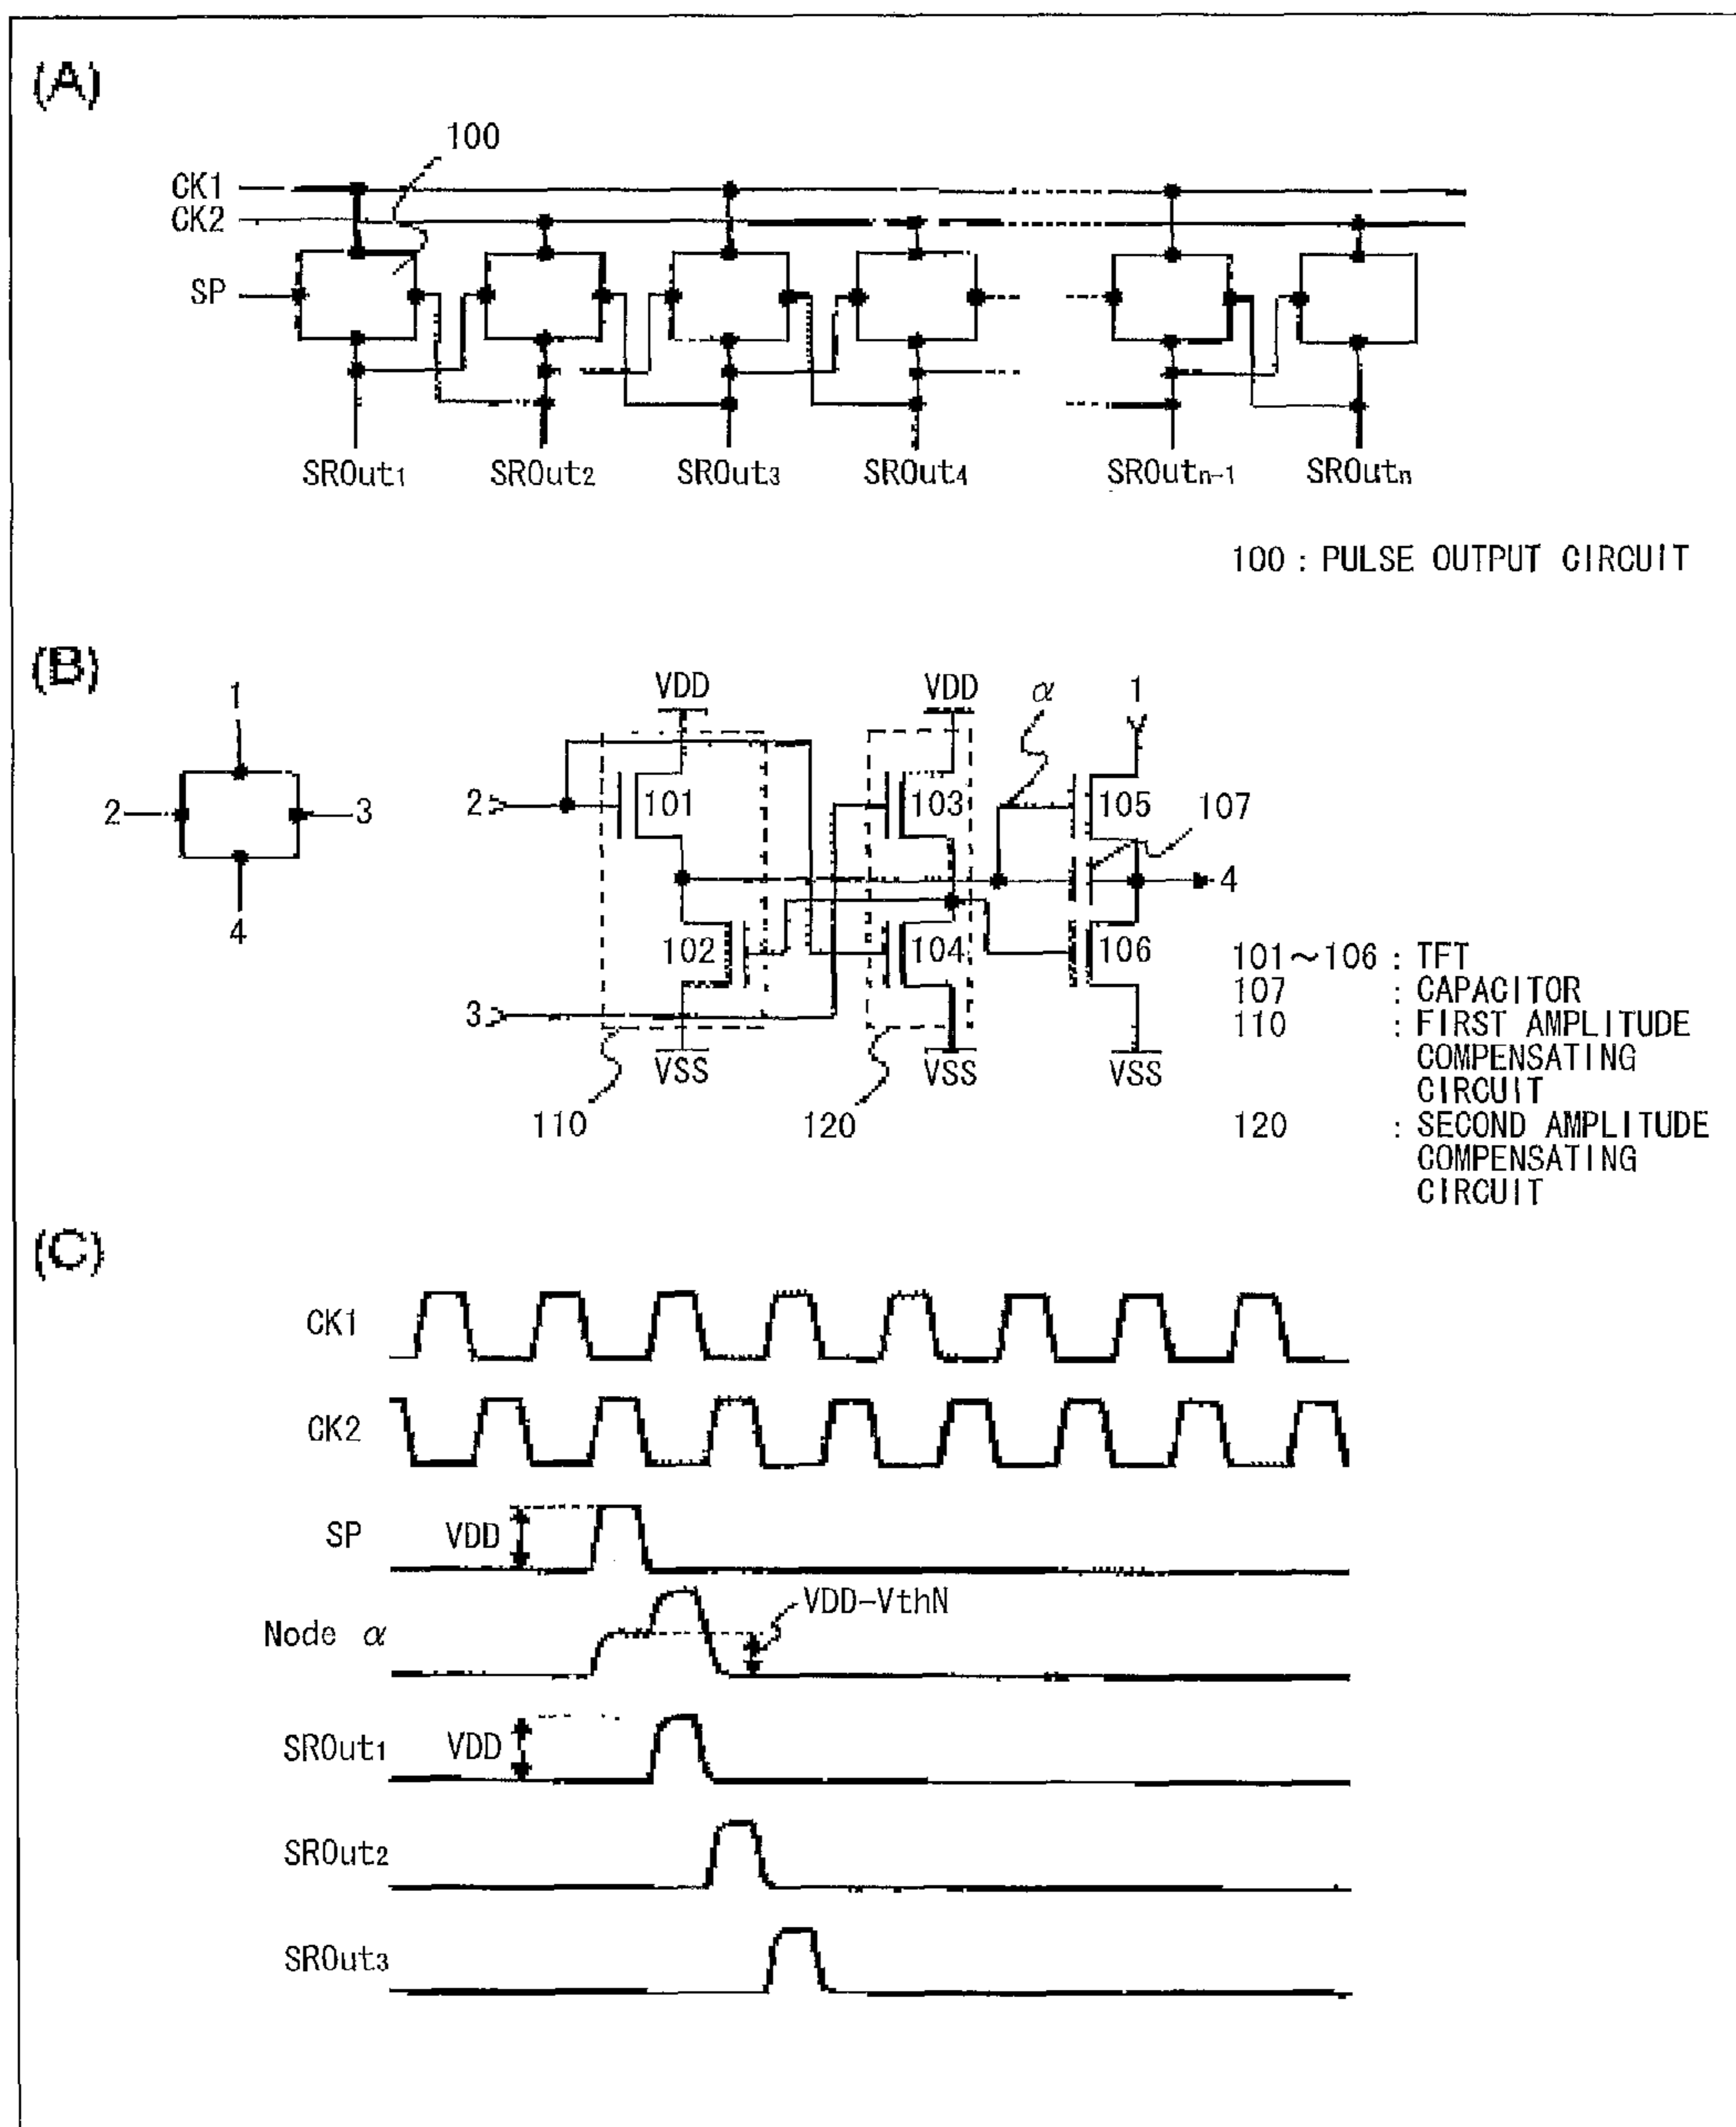 (A)
100
CK1
CK2
SP
SROut1 SROut2 SROut3 SROut4 SROutn-1 SROutn
100 : PULSE OUTPUT CIRCUIT
(B)
1
2 3
4
VDD VDD α 1
2 101 103 105 107
4
102 104 106
3
VSS VSS VSS
110 120
101~106 : TFT
107 : CAPACITOR
110 : FIRST AMPLITUDE
COMPENSATING
CIRCUIT
120 : SECOND AMPLITUDE
COMPENSATING
CIRCUIT
(C)
CK1
CK2
SP VDD
Node α VDD-VthN
SROut1 VDD
SROut2
SROut3